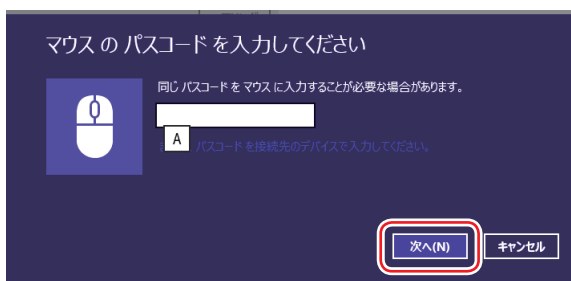 マウス の パスコード を入力してください
同じ パスコード を マウス に入力することが必要な場合があります。
A
パスコード を接続先のデバイスで入力してください。
次へ(N)
キャンセル